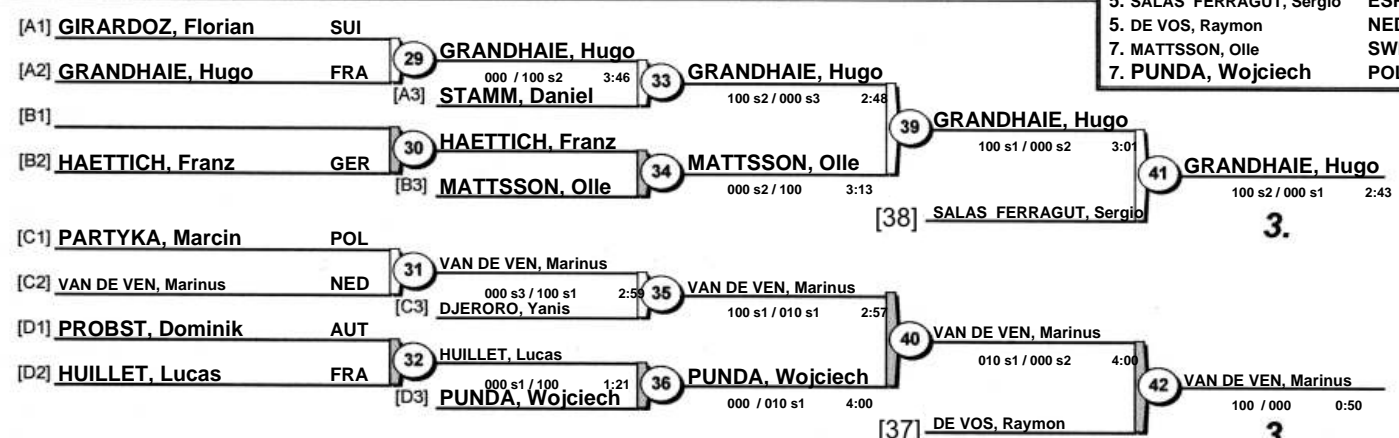 5. SALAS FERRAGUT, Sergio
5. DE VOS, Raymon
7. MATTSSON, Olle
7. PUNDA, Wojciech
[A1] GIRARDOZ, Florian SUI
[A2] GRANDHAIE, Hugo FRA
29
GRANDHAIE, Hugo
000 / 100 s2 3:46
[A3] STAMM, Daniel
33
GRANDHAIE, Hugo
100 s2 / 000 s3 2:48
[B1]
[B2] HAETTICH, Franz GER
30
HAETTICH, Franz
[B3] MATTSSON, Olle
34
MATTSSON, Olle
000 s2 / 100 3:13
39
GRANDHAIE, Hugo
100 s1 / 000 s2 3:01
[38] SALAS FERRAGUT, Sergio
41
GRANDHAIE, Hugo
100 s2 / 000 s1 2:43
3.
[C1] PARTYKA, Marcin POL
[C2] VAN DE VEN, Marinus NED
31
VAN DE VEN, Marinus
000 s3 / 100 s1 2:59
[C3] DJERORO, Yanis
35
VAN DE VEN, Marinus
100 s1 / 010 s1 2:57
[D1] PROBST, Dominik AUT
[D2] HUILLET, Lucas FRA
32
HUILLET, Lucas
000 s1 / 100 1:21
[D3] PUNDA, Wojciech
36
PUNDA, Wojciech
000 / 010 s1 4:00
40
VAN DE VEN, Marinus
010 s1 / 000 s2 4:00
[37] DE VOS, Raymon
42
VAN DE VEN, Marinus
100 / 000 0:50
3